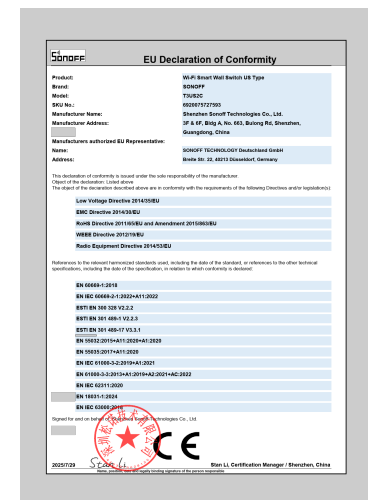 SONOFF
EU Declaration of Conformity
Product: Wi-Fi Smart Wall Switch US Type
Brand: SONOFF
Model: T3US2C
SKU No.: 6920075727593
Manufacturer Name: Shenzhen Sonoff Technologies Co., Ltd.
Manufacturer Address: 3F & 6F, Bldg A, No. 663, Bulong Rd, Shenzhen,
Guangdong, China
Manufacturers authorized EU Representative:
Name: SONOFF TECHNOLOGY Deutschland GmbH
Address: Breite Str. 22, 40213 Düsseldorf, Germany
This declaration of conformity is issued under the sole responsibility of the manufacturer.
Object of the declaration: Listed above
The object of the declaration described above are in conformity with the requirements of the following Directives and/or legislation(s):
Low Voltage Directive 2014/35/EU
EMC Directive 2014/30/EU
RoHS Directive 2011/65/EU and Amendment 2015/863/EU
WEEE Directive 2012/19/EU
Radio Equipment Directive 2014/53/EU
References to the relevant harmonized standards used, including the date of the standard, or references to the other technical
specifications, including the date of the specification, in relation to which conformity is declared:
EN 60669-1:2018
EN IEC 60669-2-1:2022+A11:2022
ESTI EN 300 328 V2.2.2
ESTI EN 301 489-1 V2.2.3
ESTI EN 301 489-17 V3.3.1
EN 55032:2015+A11:2020+A1:2020
EN 55035:2017+A11:2020
EN IEC 61000-3-2:2019+A1:2021
EN 61000-3-3:2013+A1:2019+A2:2021+AC:2022
EN IEC 62311:2020
EN 18031-1:2024
EN IEC 63000:2018
Signed for and on behalf of: Shenzhen Sonoff Technologies Co., Ltd.
CE
2025/7/29 Stan Li Stan Li, Certification Manager / Shenzhen, China
Name, position, date and legally binding signature of the person responsible